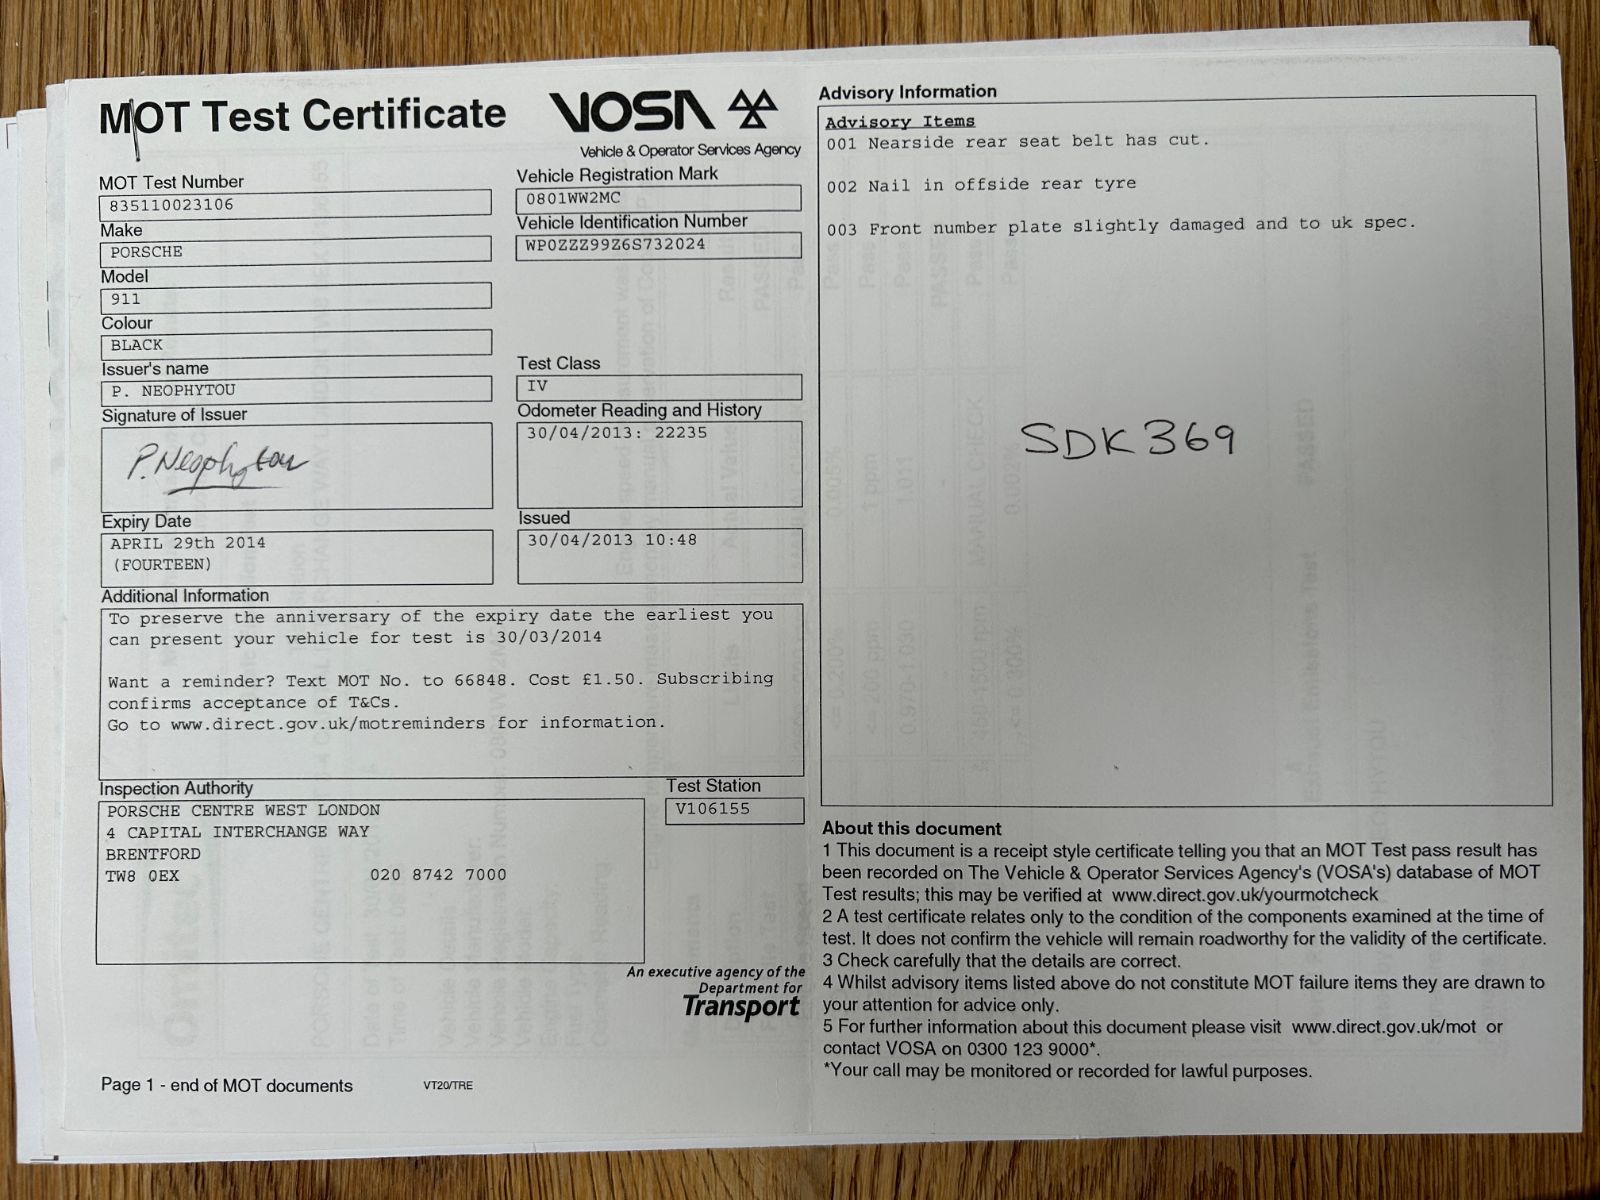 MOT Test Certificate
VOSA
Vehicle & Operator Services Agency
MOT Test Number
835110023106
Vehicle Registration Mark
0801WW2MC
Make
PORSCHE
Vehicle Identification Number
WP0ZZZ99Z6S732024
Model
911
Colour
BLACK
Issuer's name
P. NEOPHYTOU
Test Class
IV
Signature of Issuer
P.Neophytou
Odometer Reading and History
30/04/2013: 22235
Expiry Date
APRIL 29th 2014
(FOURTEEN)
Issued
30/04/2013 10:48
Additional Information
To preserve the anniversary of the expiry date the earliest you
can present your vehicle for test is 30/03/2014
Want a reminder? Text MOT No. to 66848. Cost £1.50. Subscribing
confirms acceptance of T&Cs.
Go to www.direct.gov.uk/motreminders for information.
Inspection Authority
PORSCHE CENTRE WEST LONDON
4 CAPITAL INTERCHANGE WAY
BRENTFORD
TW8 0EX 020 8742 7000
Test Station
V106155
An executive agency of the
Department for
Transport
Page 1 - end of MOT documents VT20/TRE
Advisory Information
Advisory Items
001 Nearside rear seat belt has cut.
002 Nail in offside rear tyre
003 Front number plate slightly damaged and to uk spec.
SDK369
About this document
1 This document is a receipt style certificate telling you that an MOT Test pass result has
been recorded on The Vehicle & Operator Services Agency's (VOSA's) database of MOT
Test results; this may be verified at www.direct.gov.uk/yourmotcheck
2 A test certificate relates only to the condition of the components examined at the time of
test. It does not confirm the vehicle will remain roadworthy for the validity of the certificate.
3 Check carefully that the details are correct.
4 Whilst advisory items listed above do not constitute MOT failure items they are drawn to
your attention for advice only.
5 For further information about this document please visit www.direct.gov.uk/mot or
contact VOSA on 0300 123 9000*.
*Your call may be monitored or recorded for lawful purposes.